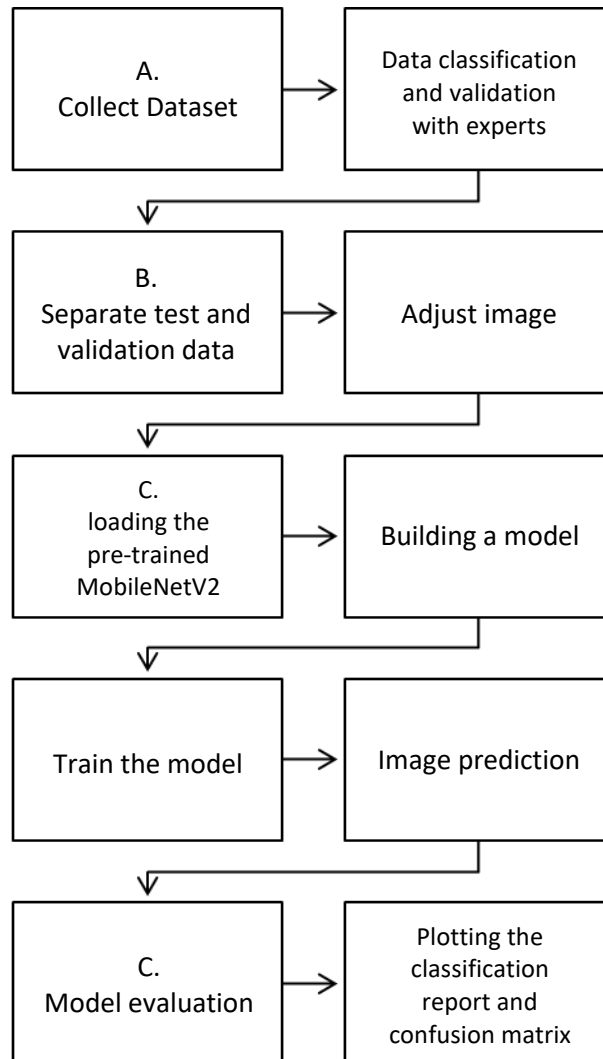 A.
Collect Dataset
Data classification
and validation
with experts
B.
Separate test and
validation data
Adjust image
C.
loading the
pre-trained
MobileNetV2
Building a model
Train the model
Image prediction
C.
Model evaluation
Plotting the
classification
report and
confusion matrix